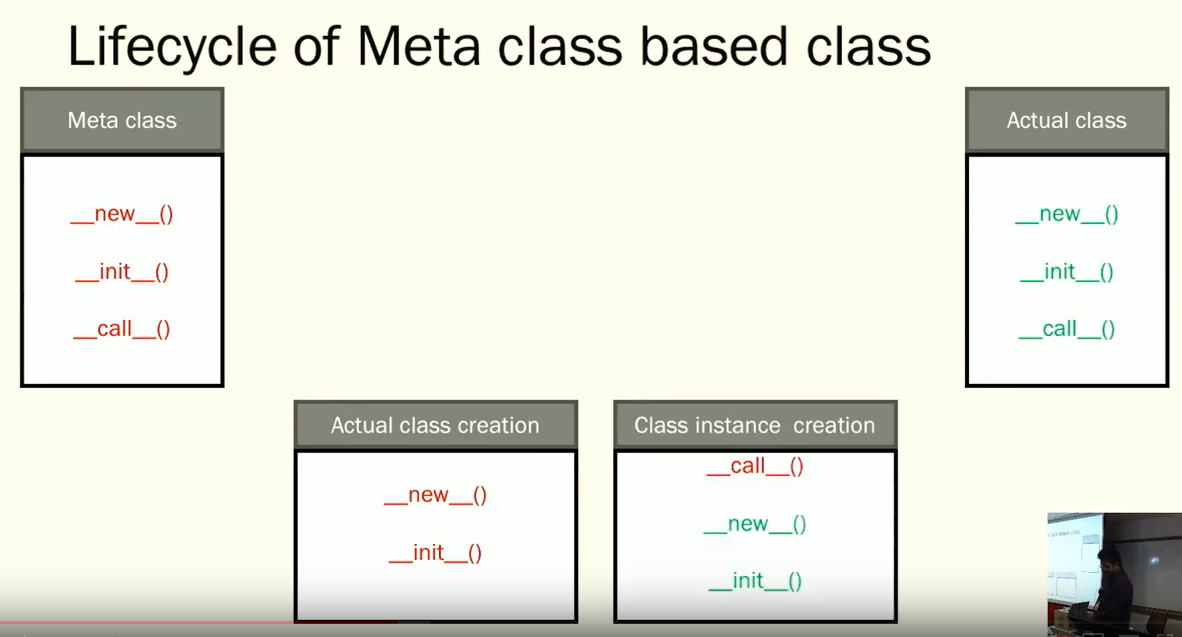 Lifecycle of Meta class based class
Meta class
__new__()
__init__()
__call__()
Actual class
__new__()
__init__()
__call__()
Actual class creation
__new__()
__init__()
Class instance  creation
__call__()
__new__()
__init__()